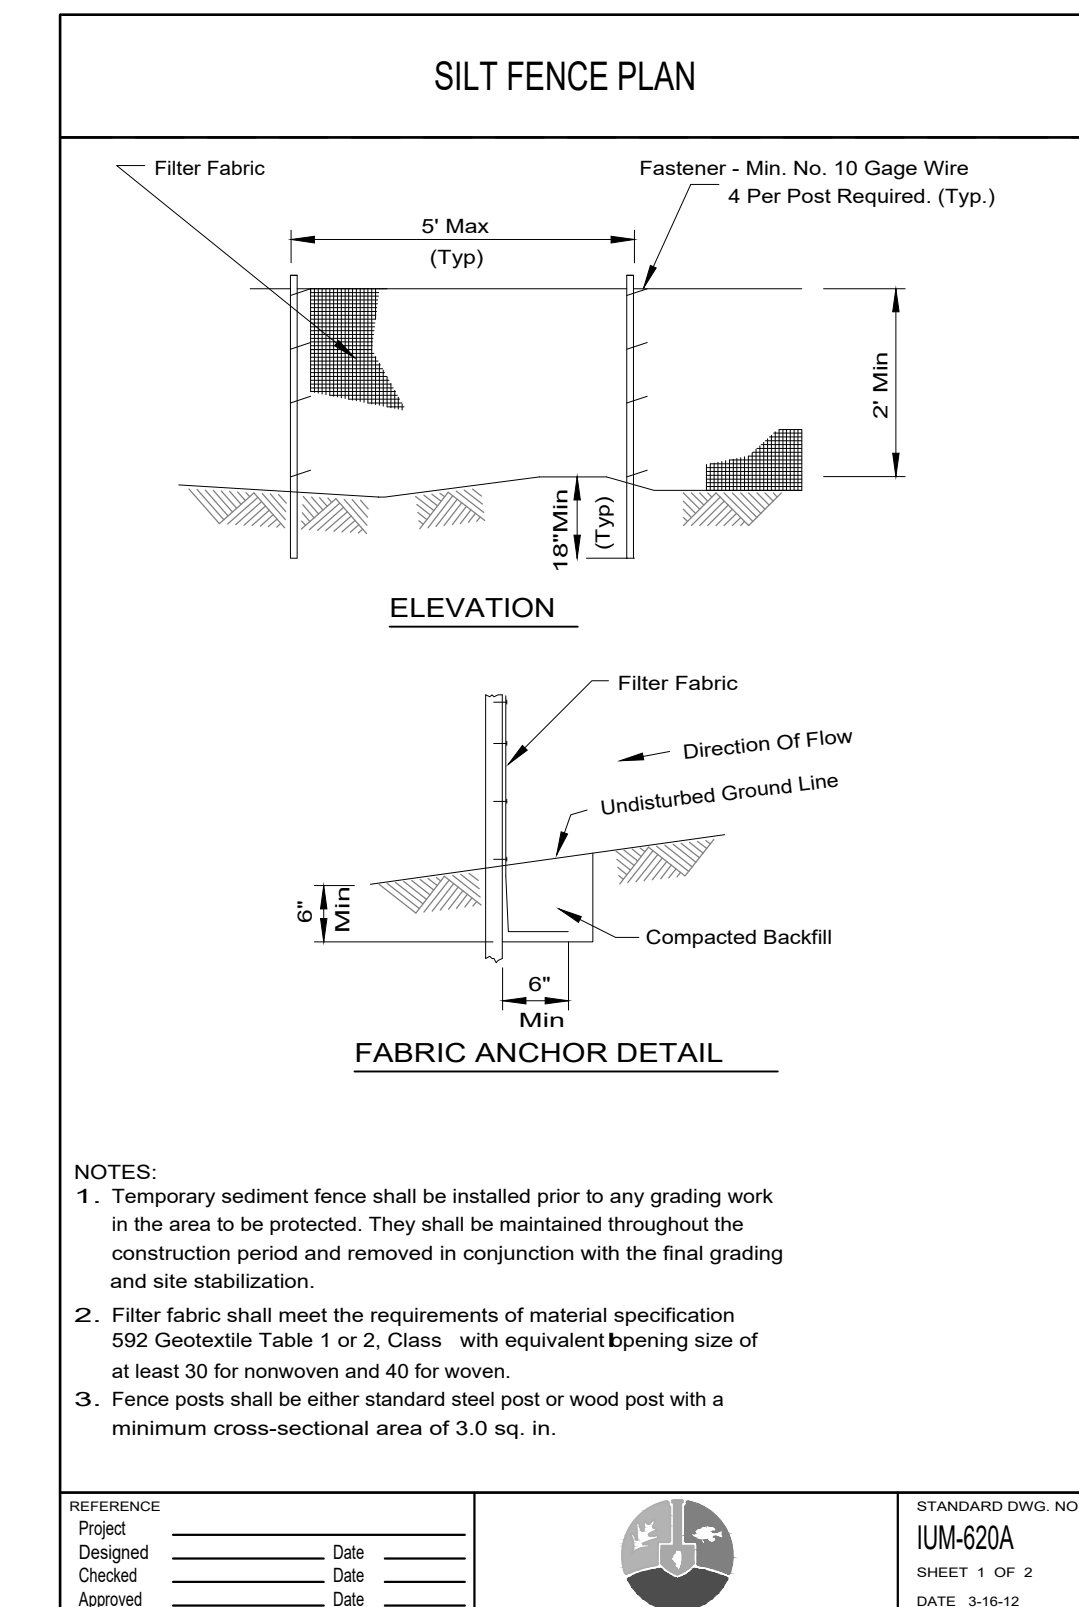 SILT FENCE PLAN
Filter Fabric
Fastener - Min. No. 10 Gage Wire
4 Per Post Required. (Typ.)
5' Max
(Typ)
2' Min
18"Min
(Typ)
ELEVATION
Filter Fabric
Direction Of Flow
Undisturbed Ground Line
6"
Min
Compacted Backfill
6"
Min
FABRIC ANCHOR DETAIL
NOTES:
1. Temporary sediment fence shall be installed prior to any grading work
in the area to be protected. They shall be maintained throughout the
construction period and removed in conjunction with the final grading
and site stabilization.
2. Filter fabric shall meet the requirements of material specification
592 Geotextile Table 1 or 2, Class with equivalent opening size of
at least 30 for nonwoven and 40 for woven.
3. Fence posts shall be either standard steel post or wood post with a
minimum cross-sectional area of 3.0 sq. in.
REFERENCE
Project
Designed Date
Checked Date
Approved Date
STANDARD DWG. NO
IUM-620A
SHEET 1 OF 2
DATE 3-16-12